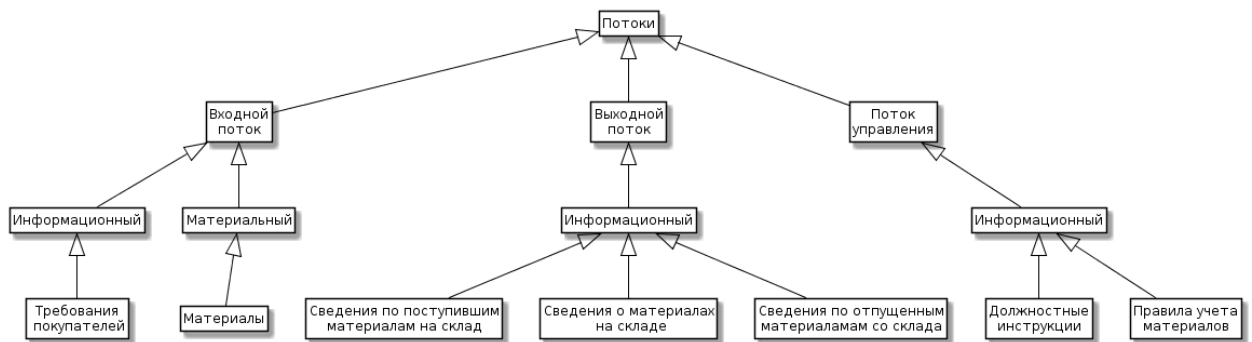 Потоки
Входной
поток
Выходной
поток
Поток
управления
Информационный
Материальный
Информационный
Информационный
Требования
покупателей
Материалы
Сведения по поступившим
материалам на склад
Сведения о материалах
на складе
Сведения по отпущенным
материаламам со склада
Должностные
инструкции
Правила учета
материалов